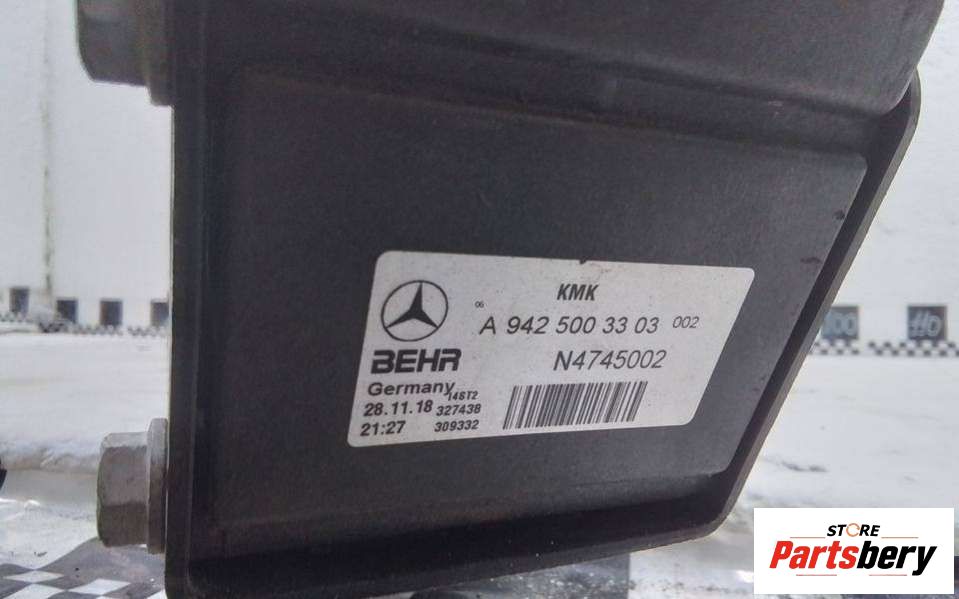 KMK
06 A 942 500 33 03 002
BEHR N4745002
Germany 14ST2
28.11.18 327438
21:27 309332
STORE
Partsbery